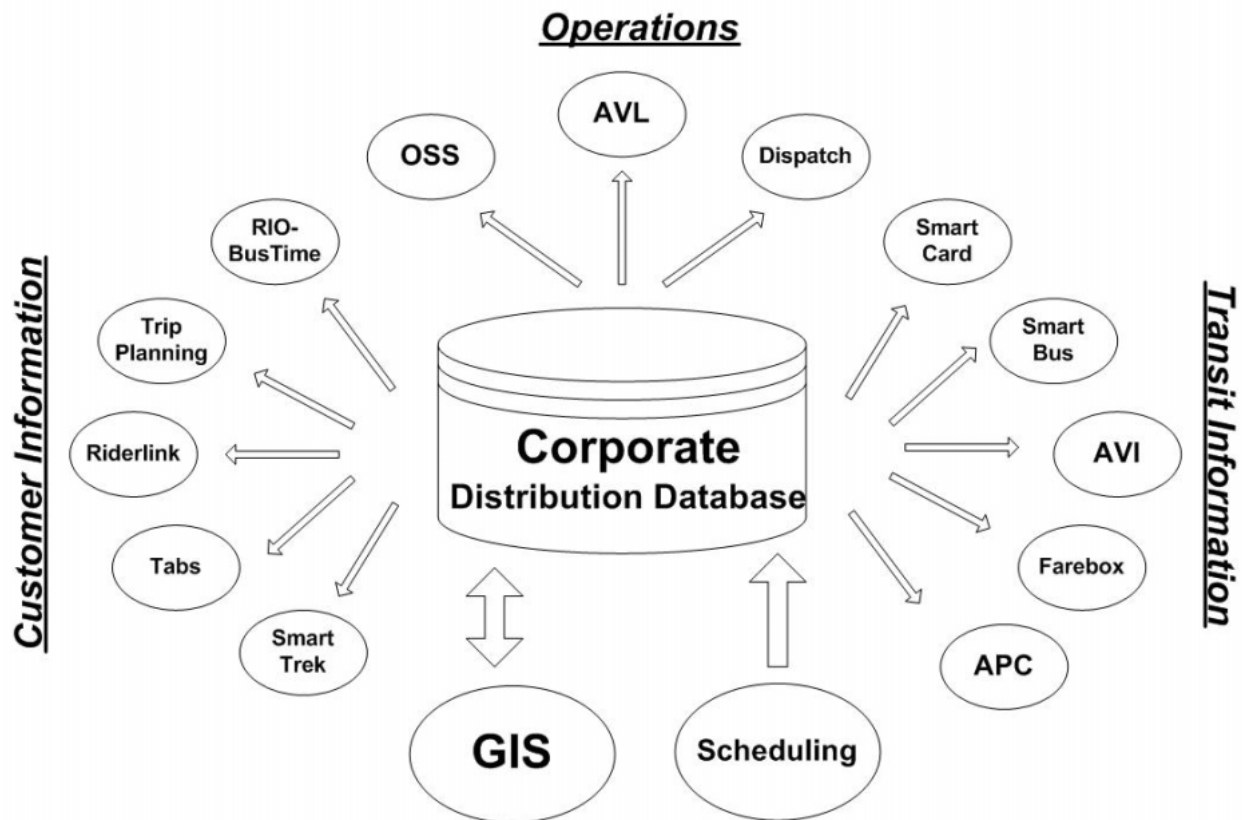 Operations
AVL
OSS
Dispatch
RIO-
BusTime
Smart
Card
Trip
Planning
Smart
Bus
Riderlink
AVI
Tabs
Farebox
Smart
Trek
APC
Customer Information
Transit Information
Corporate
Distribution Database
GIS
Scheduling